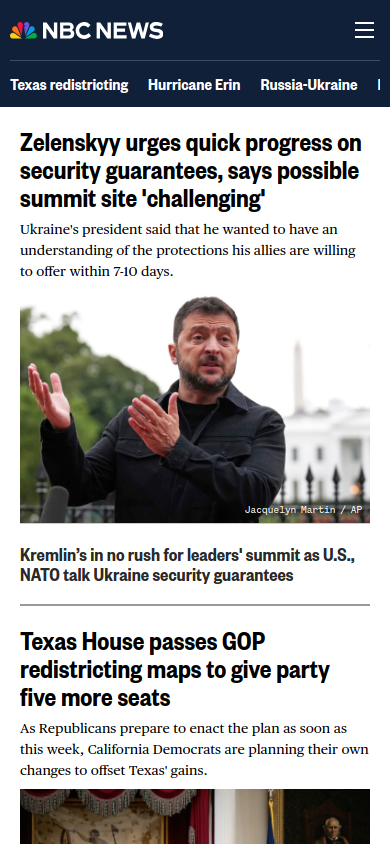 NBC NEWS
Texas redistricting Hurricane Erin Russia-Ukraine
Zelenskyy urges quick progress on
security guarantees, says possible
summit site 'challenging'
Ukraine's president said that he wanted to have an
understanding of the protections his allies are willing
to offer within 7-10 days.
Jacquelyn Martin / AP
Kremlin’s in no rush for leaders' summit as U.S.,
NATO talk Ukraine security guarantees
Texas House passes GOP
redistricting maps to give party
five more seats
As Republicans prepare to enact the plan as soon as
this week, California Democrats are planning their own
changes to offset Texas' gains.